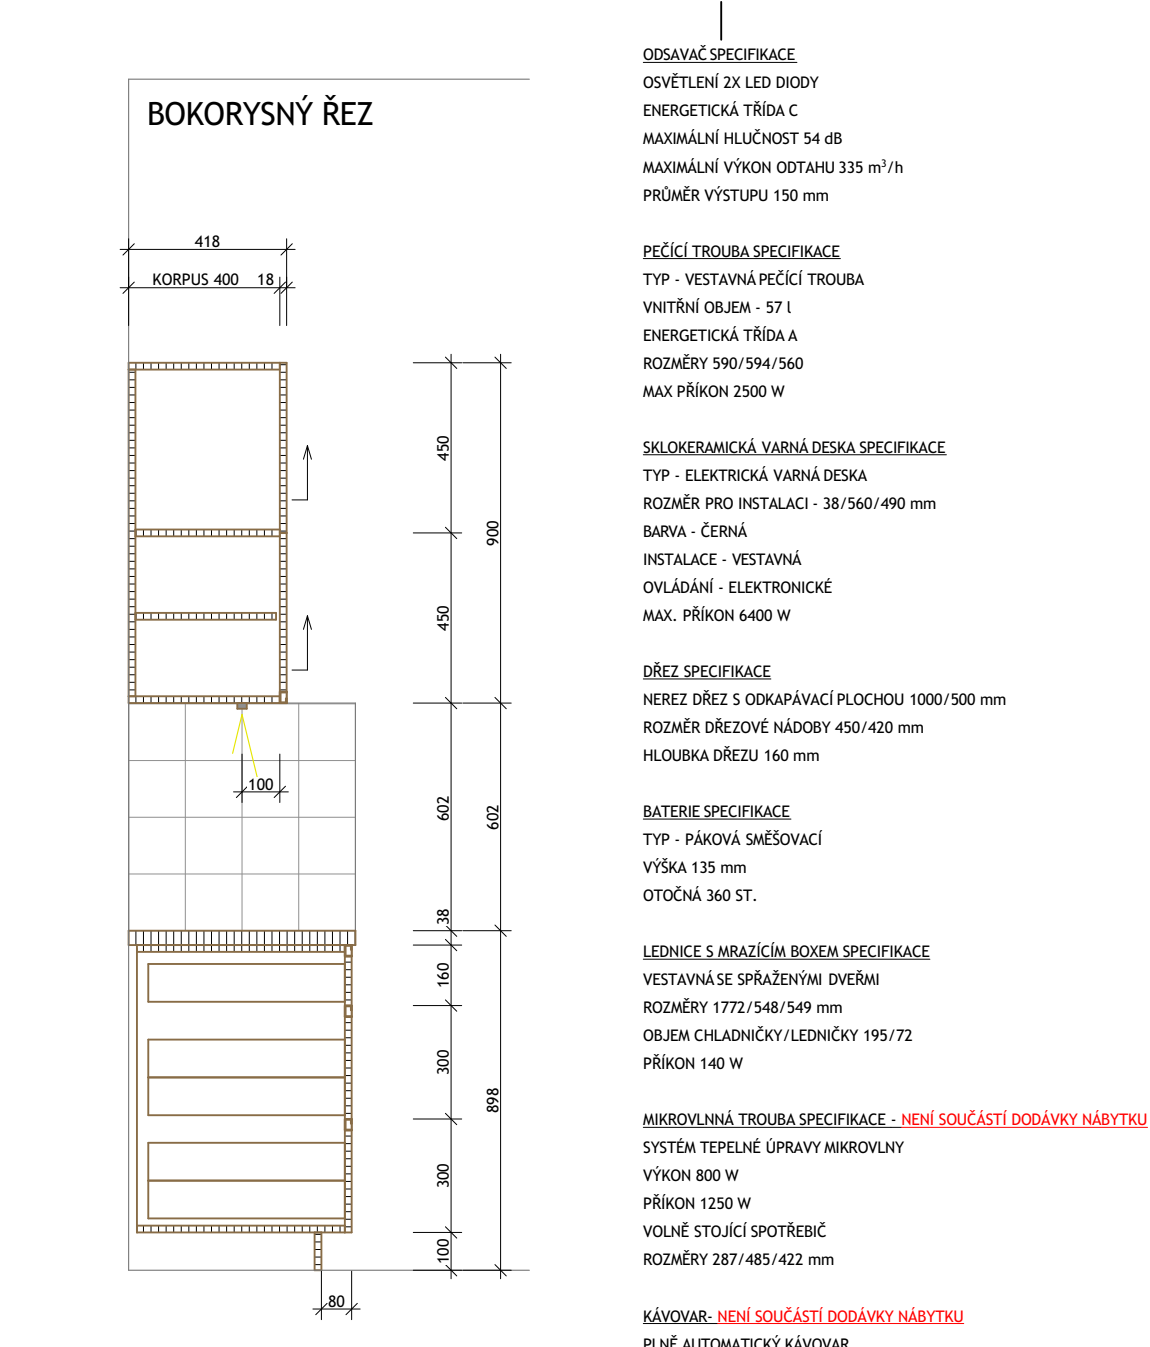 BOKORYSNÝ ŘEZ
418
KORPUS 400 18
450
900
450
100
602
602
38
160
300
898
300
100
80
ODSAVAČ SPECIFIKACE
OSVĚTLENÍ 2X LED DIODY
ENERGETICKÁ TŘÍDA C
MAXIMÁLNÍ HLUČNOST 54 dB
MAXIMÁLNÍ VÝKON ODTAHU 335 m³/h
PRŮMĚR VÝSTUPU 150 mm
PEČÍCÍ TROUBA SPECIFIKACE
TYP - VESTAVNÁ PEČÍCÍ TROUBA
VNITŘNÍ OBJEM - 57 l
ENERGETICKÁ TŘÍDA A
ROZMĚRY 590/594/560
MAX PŘÍKON 2500 W
SKLOKERAMICKÁ VARNÁ DESKA SPECIFIKACE
TYP - ELEKTRICKÁ VARNÁ DESKA
ROZMĚR PRO INSTALACI - 38/560/490 mm
BARVA - ČERNÁ
INSTALACE - VESTAVNÁ
OVLÁDÁNÍ - ELEKTRONICKÉ
MAX. PŘÍKON 6400 W
DŘEZ SPECIFIKACE
NEREZ DŘEZ S ODKAPÁVACÍ PLOCHOU 1000/500 mm
ROZMĚR DŘEZOVÉ NÁDOBY 450/420 mm
HLOUBKA DŘEZU 160 mm
BATERIE SPECIFIKACE
TYP - PÁKOVÁ SMĚŠOVACÍ
VÝŠKA 135 mm
OTOČNÁ 360 ST.
LEDNICE S MRAZÍCÍM BOXEM SPECIFIKACE
VESTAVNÁ SE SPŘAŽENÝMI DVEŘMI
ROZMĚRY 1772/548/549 mm
OBJEM CHLADNIČKY/LEDNIČKY 195/72
PŘÍKON 140 W
MIKROVLNNÁ TROUBA SPECIFIKACE - NENÍ SOUČÁSTÍ DODÁVKY NÁBYTKU
SYSTÉM TEPELNÉ ÚPRAVY MIKROVLNY
VÝKON 800 W
PŘÍKON 1250 W
VOLNĚ STOJÍCÍ SPOTŘEBIČ
ROZMĚRY 287/485/422 mm
KÁVOVAR- NENÍ SOUČÁSTÍ DODÁVKY NÁBYTKU
PLNĚ AUTOMATICKÝ KÁVOVAR